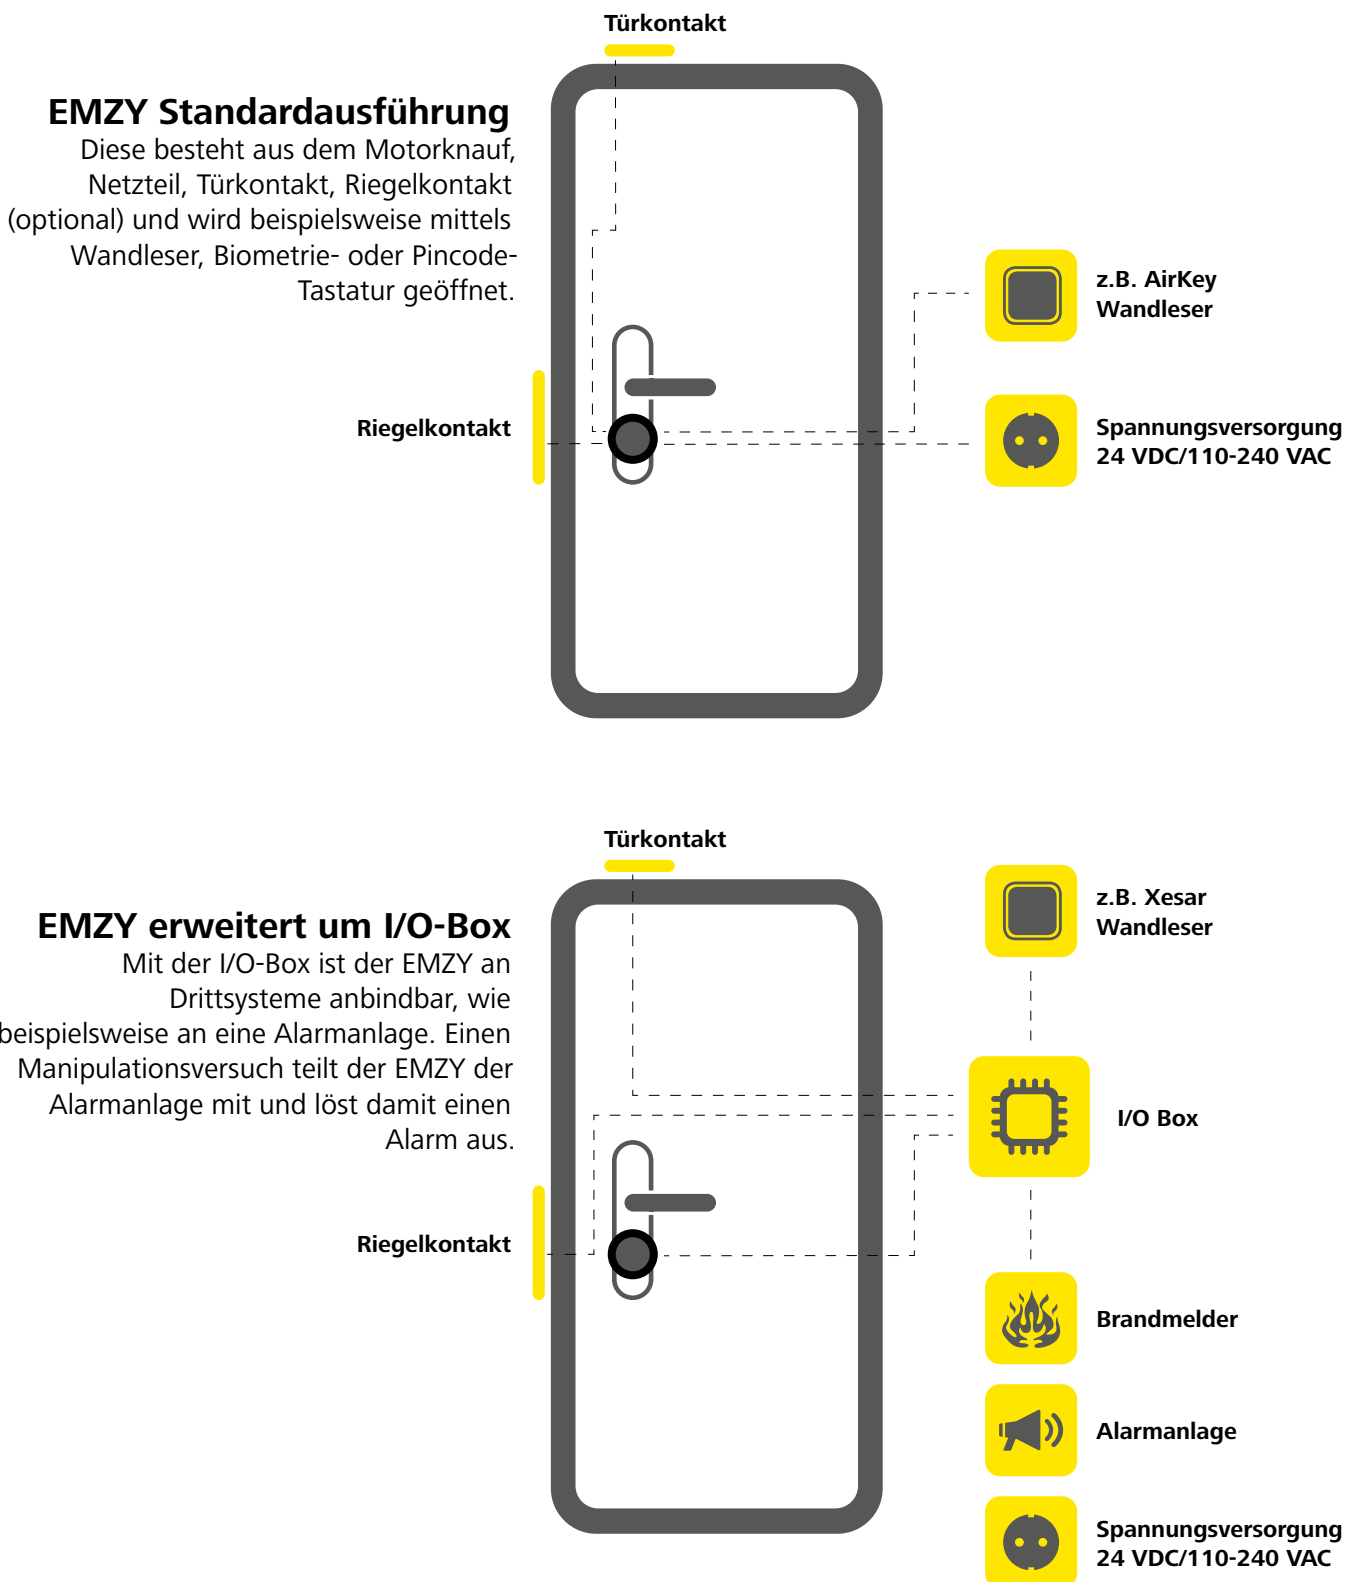 Türkontakt
EMZY Standardausführung
Diese besteht aus dem Motorknauf,
Netzteil, Türkontakt, Riegelkontakt
(optional) und wird beispielsweise mittels
Wandleser, Biometrie- oder Pincode-
Tastatur geöffnet.
z.B. AirKey
Wandleser
Riegelkontakt
Spannungsversorgung
24 VDC/110-240 VAC
Türkontakt
EMZY erweitert um I/O-Box
Mit der I/O-Box ist der EMZY an
Drittsysteme anbindbar, wie
beispielsweise an eine Alarmanlage. Einen
Manipulationsversuch teilt der EMZY der
Alarmanlage mit und löst damit einen
Alarm aus.
z.B. Xesar
Wandleser
I/O Box
Riegelkontakt
Brandmelder
Alarmanlage
Spannungsversorgung
24 VDC/110-240 VAC